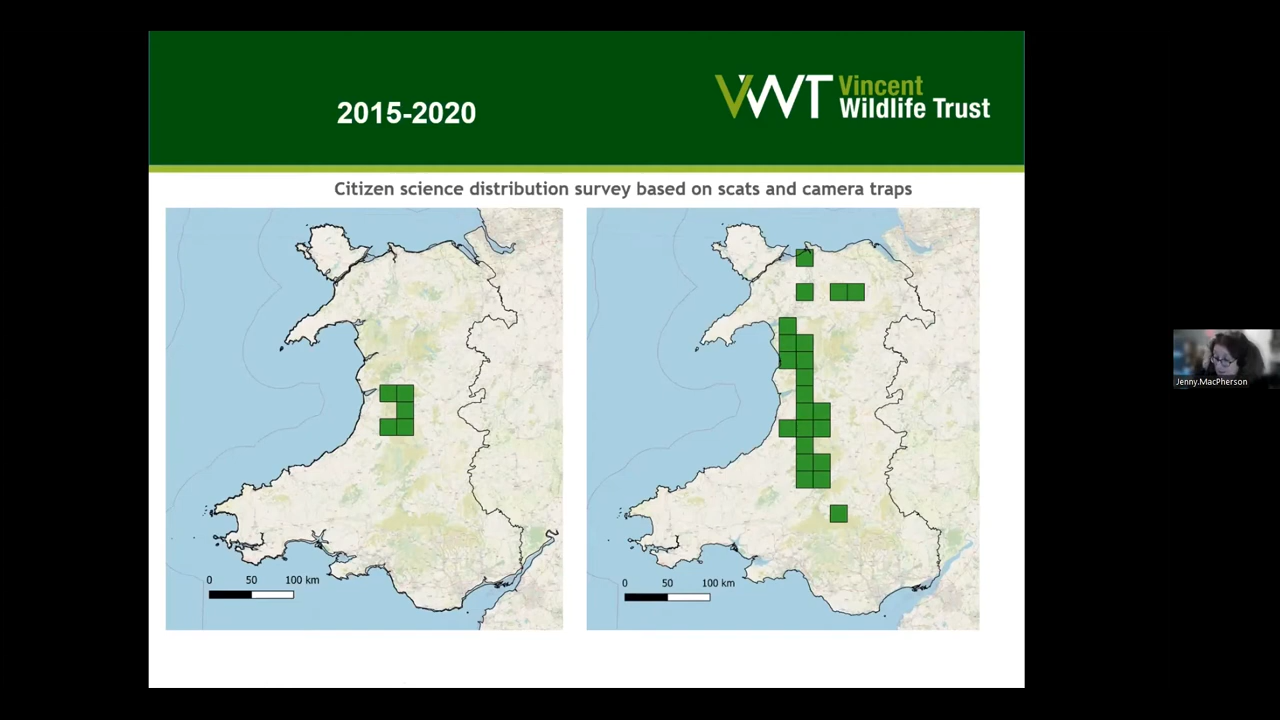 2015-2020
VWT Vincent
Wildlife Trust
Citizen science distribution survey based on scats and camera traps
0 50 100 km
0 50 100 km
Jenny.MacPherson